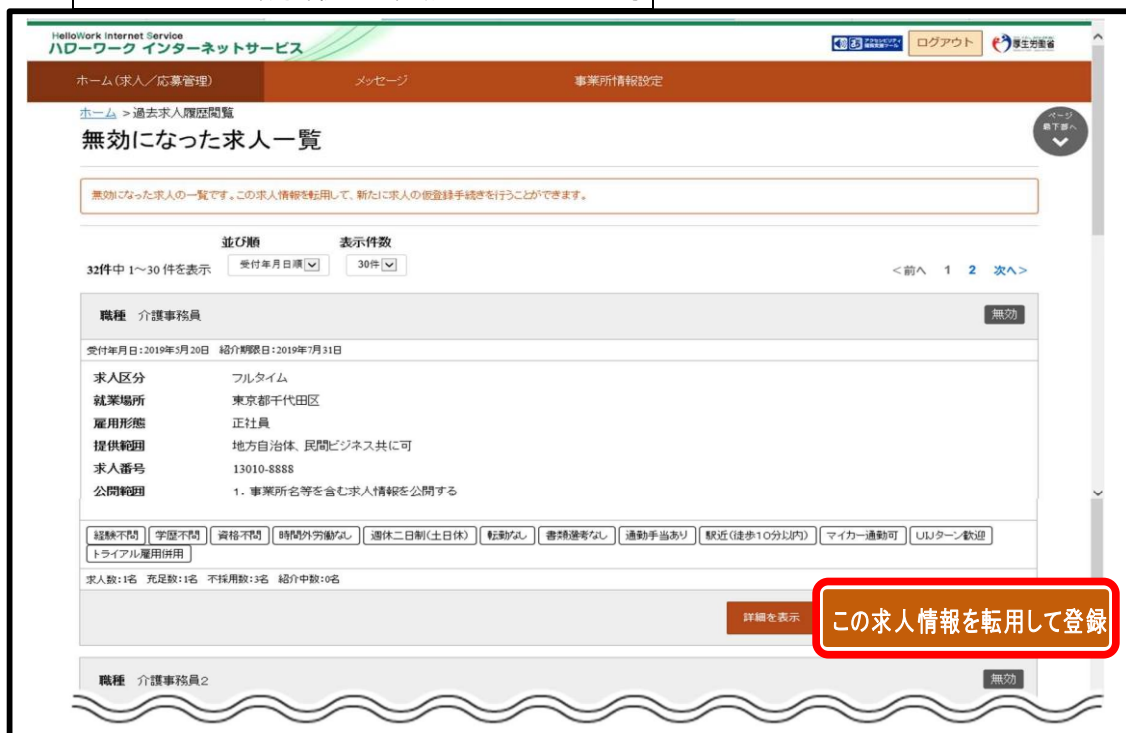 HelloWork Internet Service
ハローワーク インターネットサービス
ログアウト
厚生労働省
ホーム(求人／応募管理)
メッセージ
事業所情報設定
ホーム >過去求人履歴閲覧
ページ
最下部へ
無効になった求人一覧
無効になった求人の一覧です。この求人情報を転用して、新たに求人の仮登録手続きを行うことができます。
並び順 表示件数
32件中 1～30 件を表示 受付年月日順 30件 <前へ 1 2 次へ>
職種 介護事務員 無効
受付年月日:2019年5月20日 紹介期限日:2019年7月31日
求人区分 フルタイム
就業場所 東京都千代田区
雇用形態 正社員
提供範囲 地方自治体、民間ビジネス共に可
求人番号 13010-8888
公開範囲 1. 事業所名等を含む求人情報を公開する
経験不問 学歴不問 資格不問 時間外労働なし 週休二日制(土日休) 転勤なし 書類選考なし 通勤手当あり 駅近(徒歩10分以内) マイカー通勤可 UIJターン歓迎
トライアル雇用併用
求人数:1名 充足数:1名 不採用数:3名 紹介中数:0名
詳細を表示 この求人情報を転用して登録
職種 介護事務員2 無効